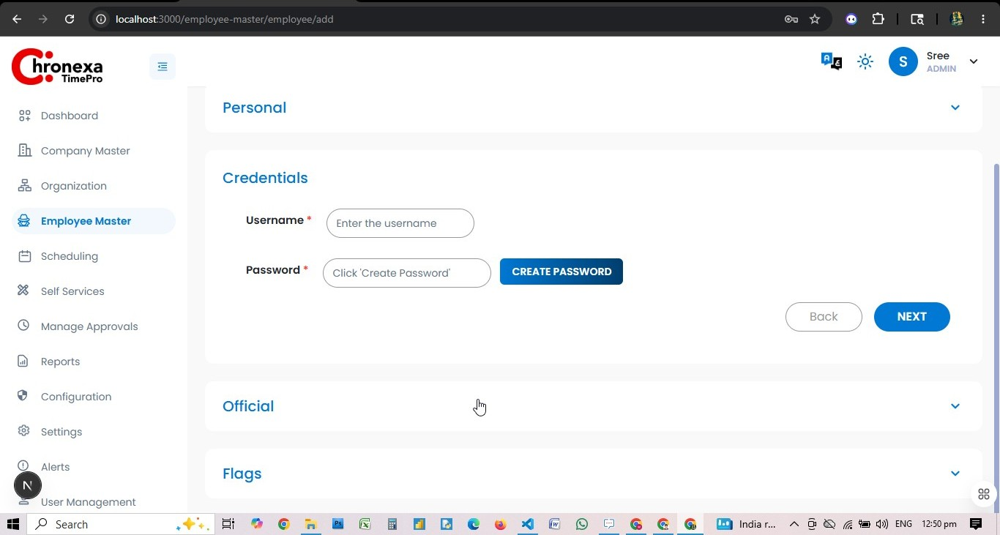 localhost:3000/employee-master/employee/add
Chronexa
TimePro
A
E
S
Sree
ADMIN
Dashboard
Company Master
Organization
Employee Master
Scheduling
Self Services
Manage Approvals
Reports
Configuration
Settings
Alerts
N
User Management
Personal
Credentials
Username *
Enter the username
Password *
Click 'Create Password'
CREATE PASSWORD
Back
NEXT
Official
Flags
Search
Ps
India r...
ENG
12:50 pm